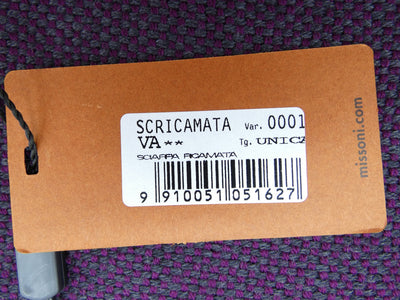 SCRICAMATA Var. 0001
VA** Tg. UNICA
SCIARPA RICAMATA
9 910051 051627
missoni.com